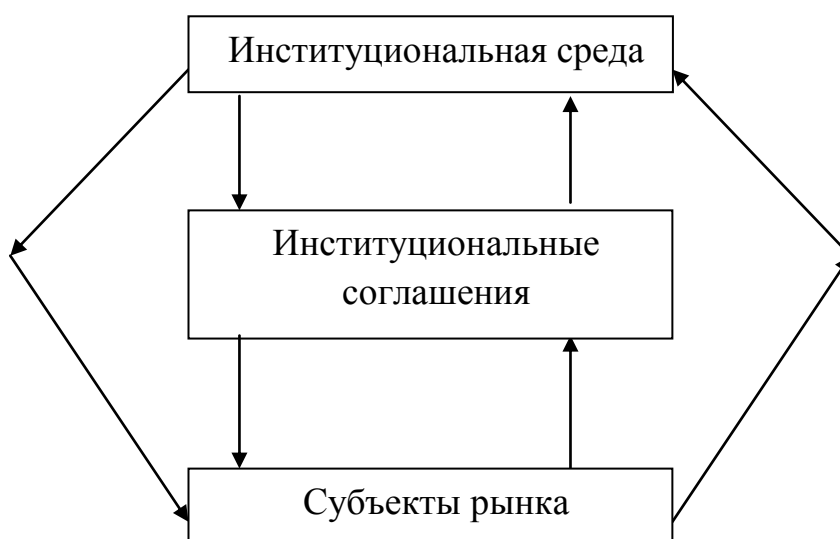 Институциональная среда
Институциональные
соглашения
Субъекты рынка